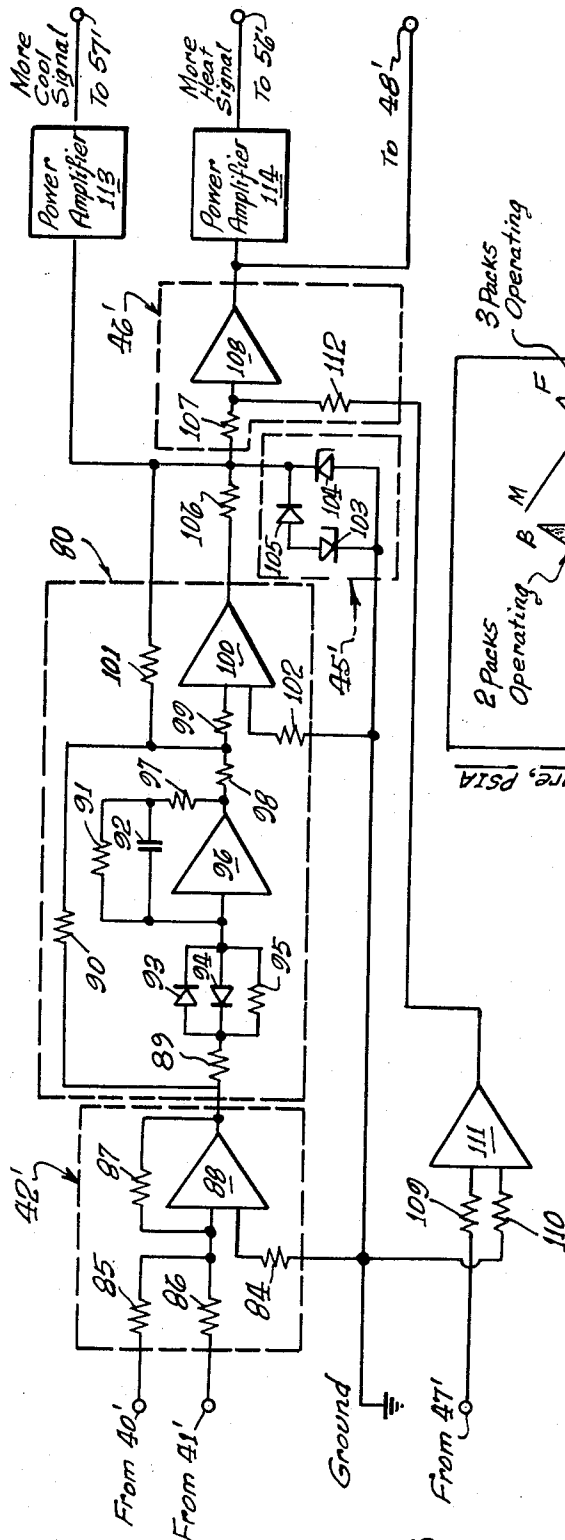 From 40'
From 41'
Ground
From 47'
42'
85
86
87
88
84
89
90
91
92
93
94
95
96
97
98
99
100
101
102
80
109
110
111
103
104
105
45'
106
107
108
112
46'
Power
Amplifier
113
More
Cool
Signal
To 57'
Power
Amplifier
114
More
Heat
Signal
To 56'
To 48'
2 Packs
Operating
B
M
F
3 Packs
Operating
re, PSIA